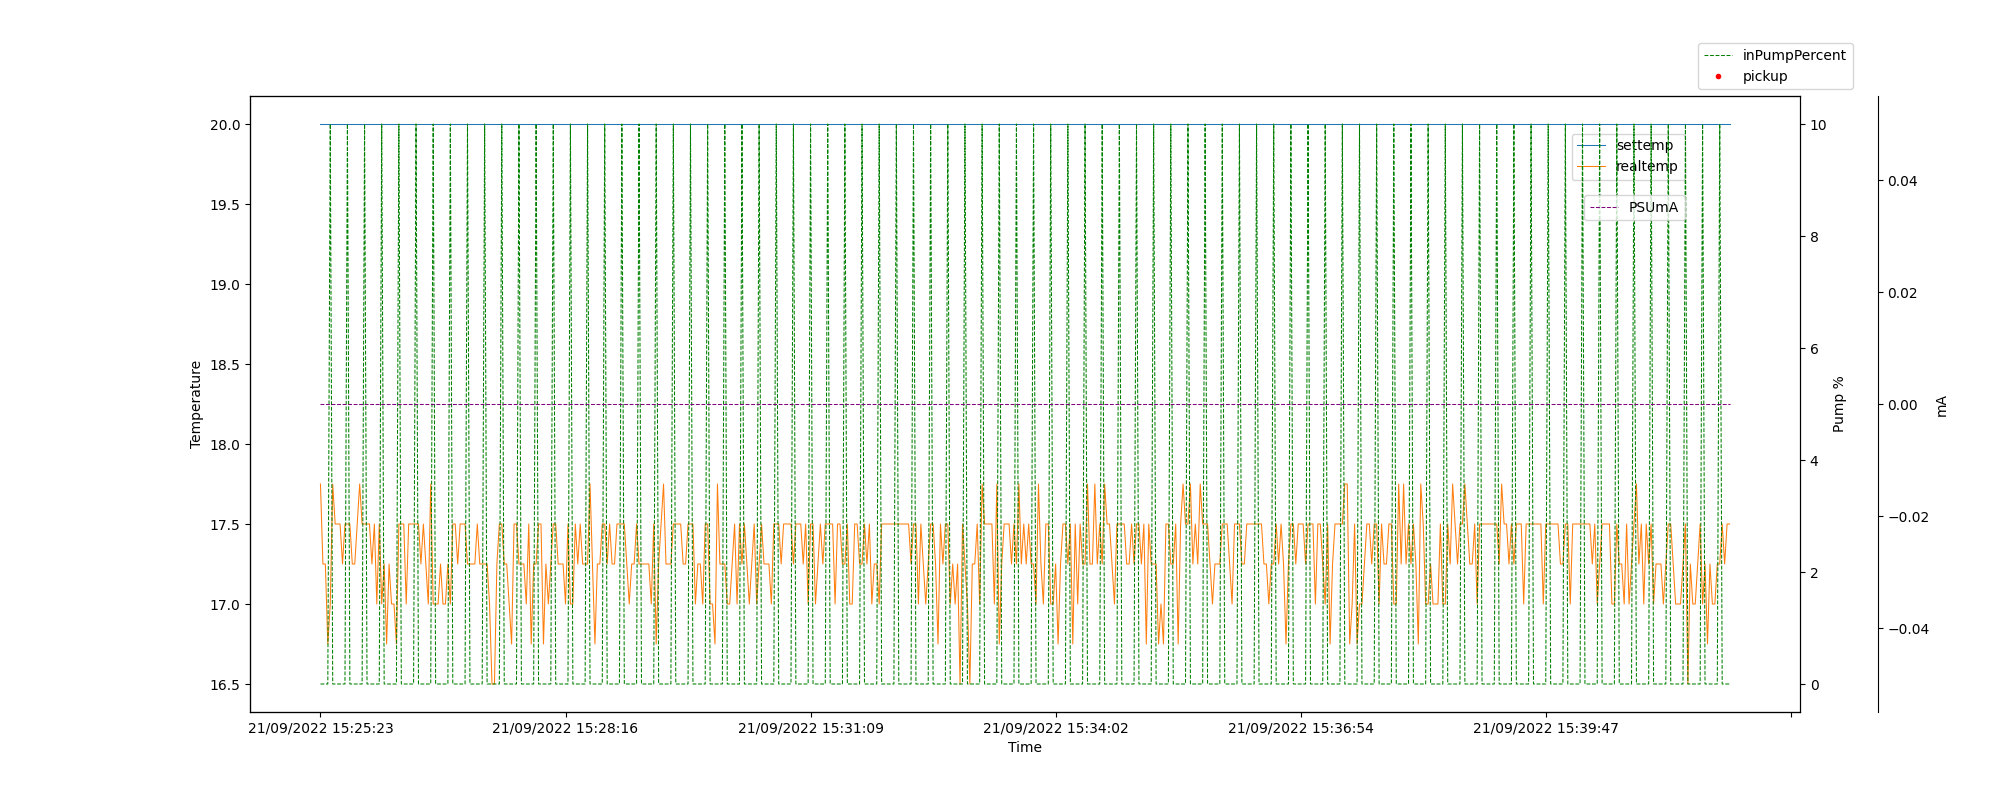 inPumpPercent
pickup
20.0
19.5
19.0
18.5
18.0
17.5
17.0
16.5
Temperature
settemp
realtemp
PSUmA
10
8
6
4
2
0
Pump %
0.04
0.02
0.00
−0.02
−0.04
mA
21/09/2022 15:25:23
21/09/2022 15:28:16
21/09/2022 15:31:09
21/09/2022 15:34:02
21/09/2022 15:36:54
21/09/2022 15:39:47
Time